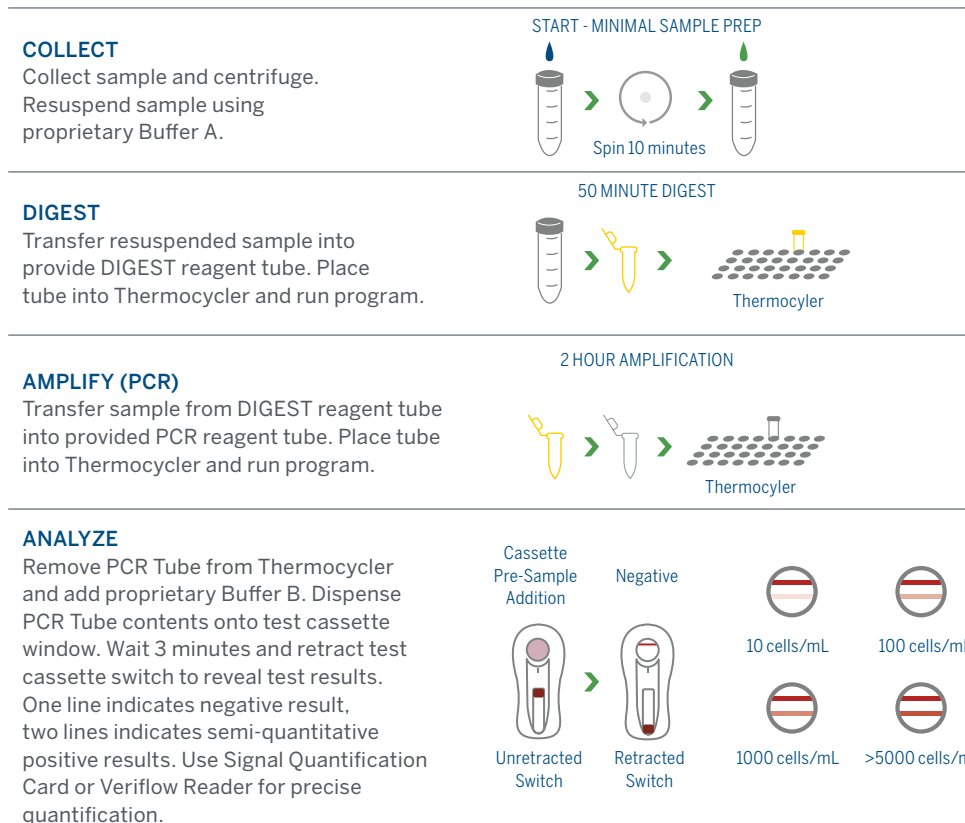 COLLECT
Collect sample and centrifuge.
Resuspend sample using
proprietary Buffer A.
START - MINIMAL SAMPLE PREP
Spin 10 minutes
DIGEST
Transfer resuspended sample into
provide DIGEST reagent tube. Place
tube into Thermocycler and run program.
50 MINUTE DIGEST
Thermocyler
AMPLIFY (PCR)
Transfer sample from DIGEST reagent tube
into provided PCR reagent tube. Place tube
into Thermocycler and run program.
2 HOUR AMPLIFICATION
Thermocyler
ANALYZE
Remove PCR Tube from Thermocycler
and add proprietary Buffer B. Dispense
PCR Tube contents onto test cassette
window. Wait 3 minutes and retract test
cassette switch to reveal test results.
One line indicates negative result,
two lines indicates semi-quantitative
positive results. Use Signal Quantification
Card or Veriflow Reader for precise
quantification.
Cassette
Pre-Sample
Addition
Negative
Unretracted
Switch
Retracted
Switch
10 cells/mL
100 cells/mL
1000 cells/mL
>5000 cells/m